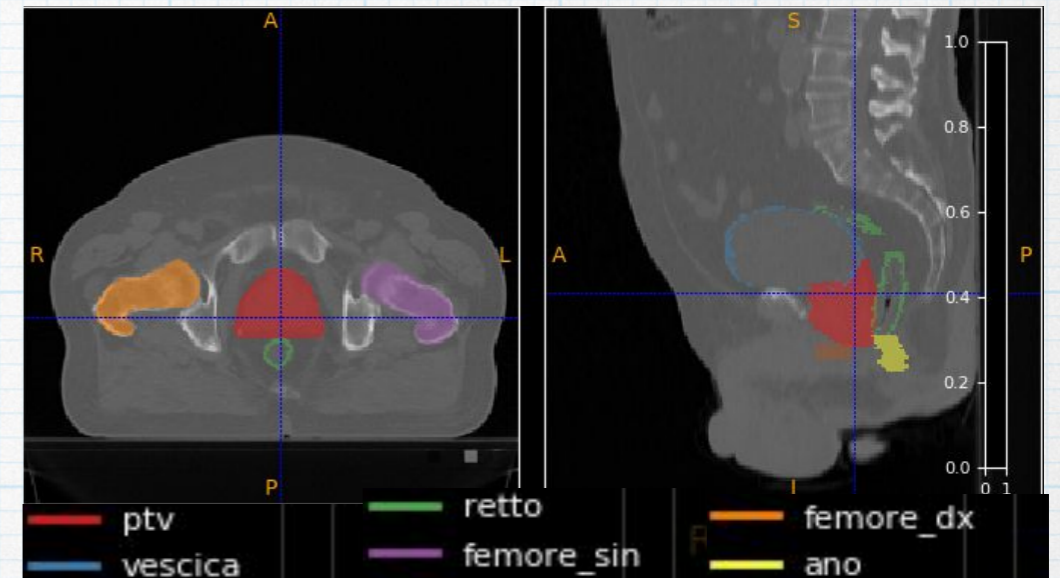 A
R
L
P
S
A
P
I
1.0
0.8
0.6
0.4
0.2
0.0
0 1
ptv
retto
femore_dx
vescica
femore_sin
ano